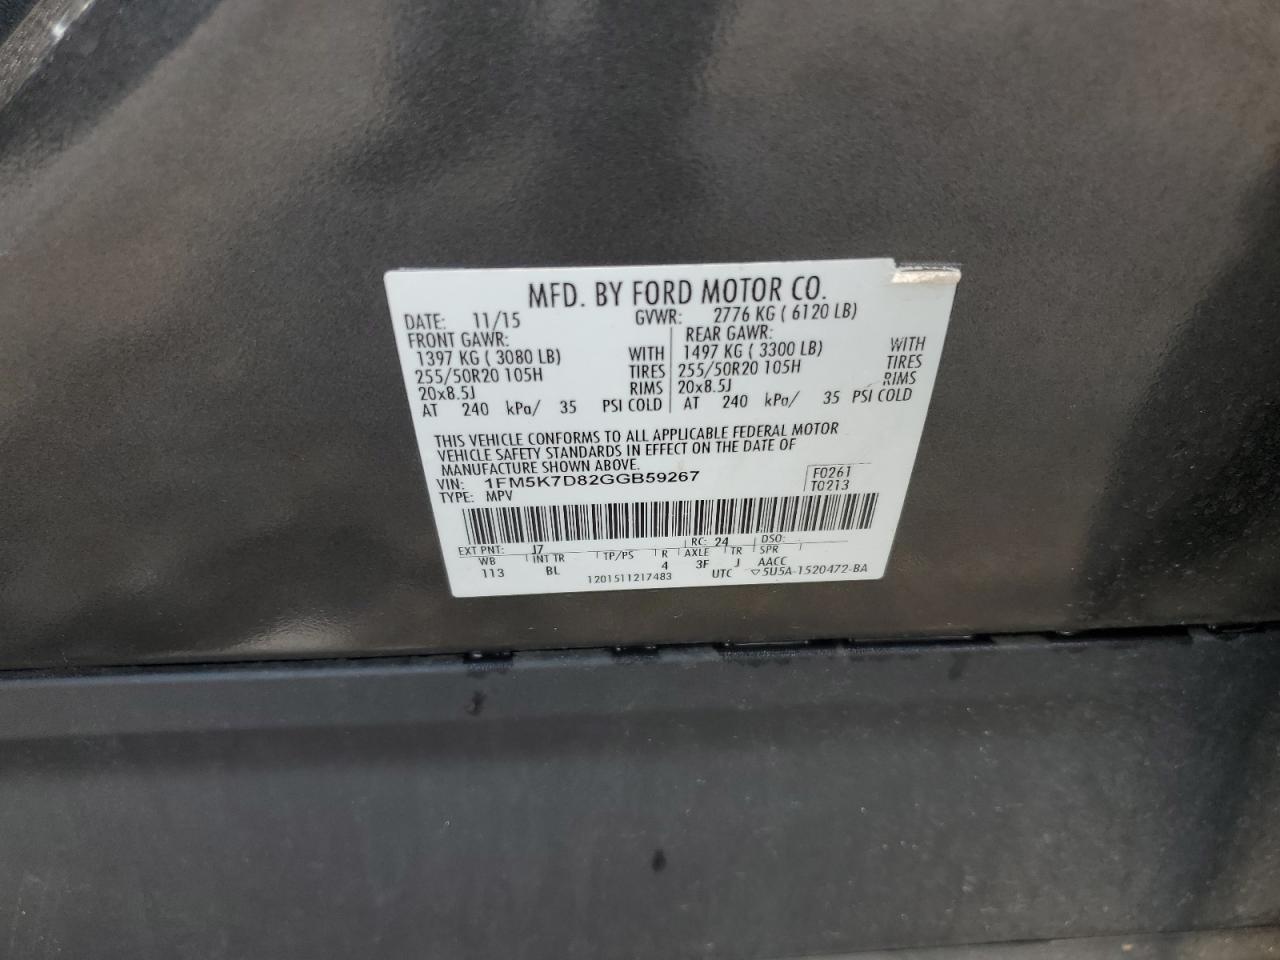 MFD. BY FORD MOTOR CO.
DATE: 11/15 GVWR: 2776 KG ( 6120 LB)
FRONT GAWR: REAR GAWR:
1397 KG ( 3080 LB) WITH 1497 KG ( 3300 LB) WITH
255/50R20 105H TIRES 255/50R20 105H TIRES
20x8.5J RIMS 20x8.5J RIMS
AT 240 kPa/ 35 PSI COLD AT 240 kPa/ 35 PSI COLD
THIS VEHICLE CONFORMS TO ALL APPLICABLE FEDERAL MOTOR
VEHICLE SAFETY STANDARDS IN EFFECT ON THE DATE OF
MANUFACTURE SHOWN ABOVE.
VIN: 1FM5K7D82GGB59267 F0261
TYPE: MPV T0213
EXT PNT: J7 RC: 24 DSO:
WB INT TR TP/PS R AXLE TR SPR
113 BL 4 3F J AACC
1201511217483 UTC ▽5U5A-1520472-BA